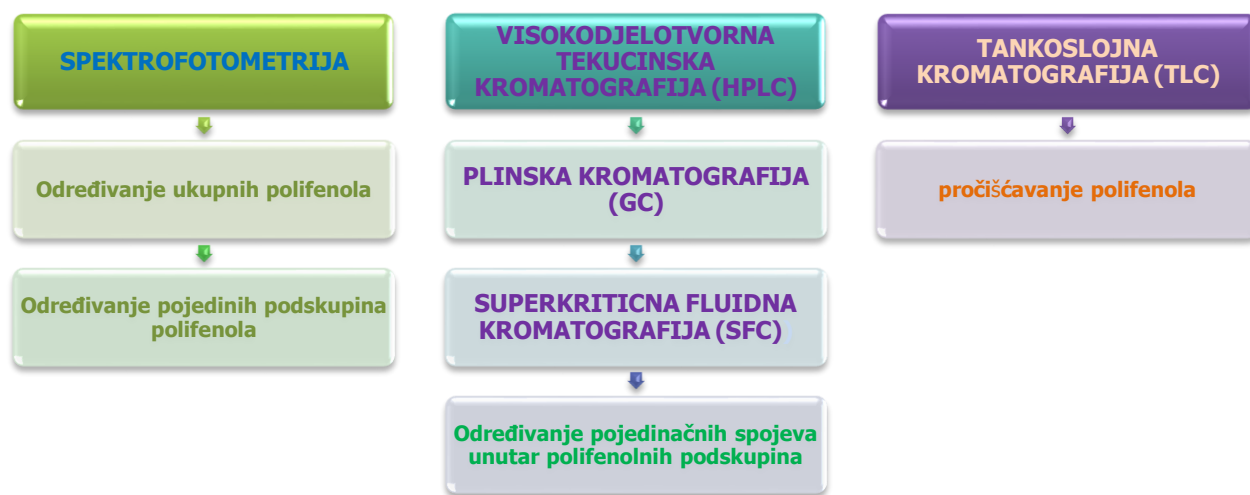 SPEKTROFOTOMETRIJA
Određivanje ukupnih polifenola
Određivanje pojedinih podskupina
polifenola
VISOKODJELOTVORNA
TEKUCINSKA
KROMATOGRAFIJA (HPLC)
PLINSKA KROMATOGRAFIJA
(GC)
SUPERKRITICNA FLUIDNA
KROMATOGRAFIJA (SFC)
Određivanje pojedinačnih spojeva
unutar polifenolnih podskupina
TANKOSLOJNA
KROMATOGRAFIJA (TLC)
pročišćavanje polifenola